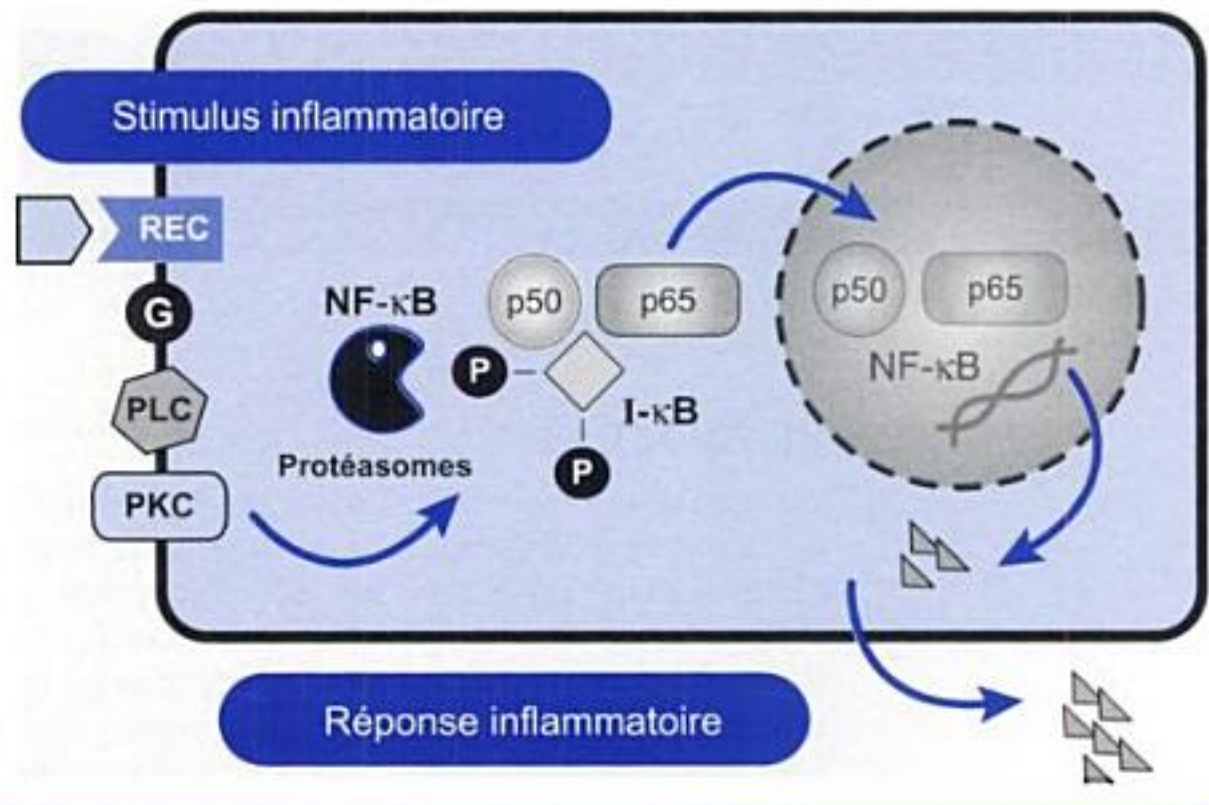 Stimulus inflammatoire
REC
G
PLC
PKC
NF-κB
Protéasomes
p50
p65
P
I-κB
P
p50
p65
NF-κB
Réponse inflammatoire